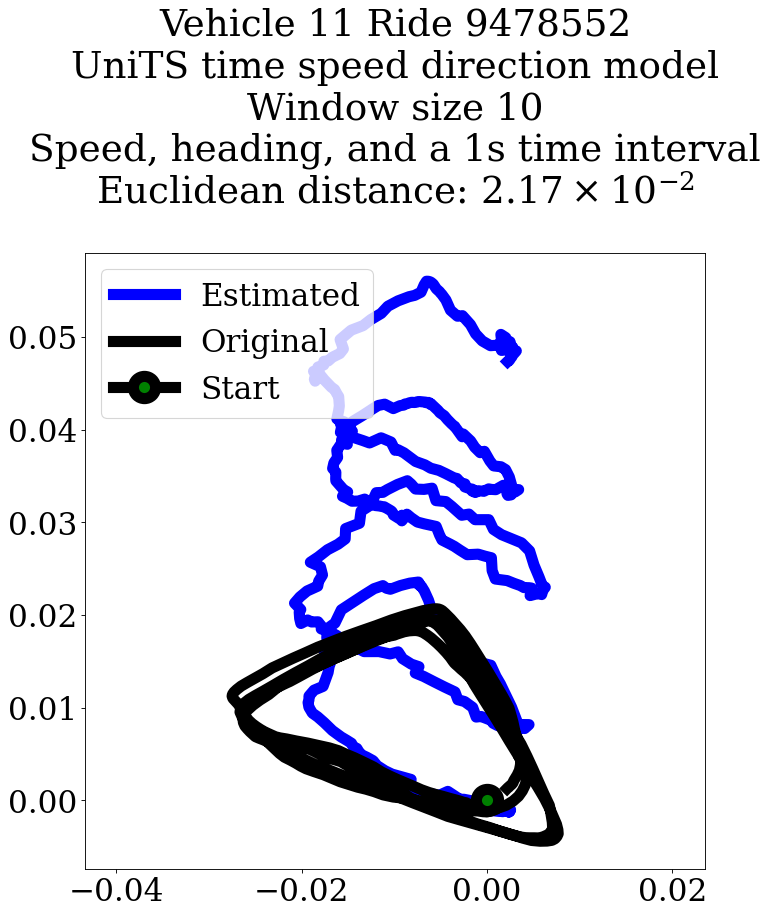 Vehicle 11 Ride 9478552
UniTS time speed direction model
Window size 10
Speed, heading, and a 1s time interval
Euclidean distance: 2.17 × 10⁻²
Estimated
Original
Start
0.05
0.04
0.03
0.02
0.01
0.00
−0.04
−0.02
0.00
0.02